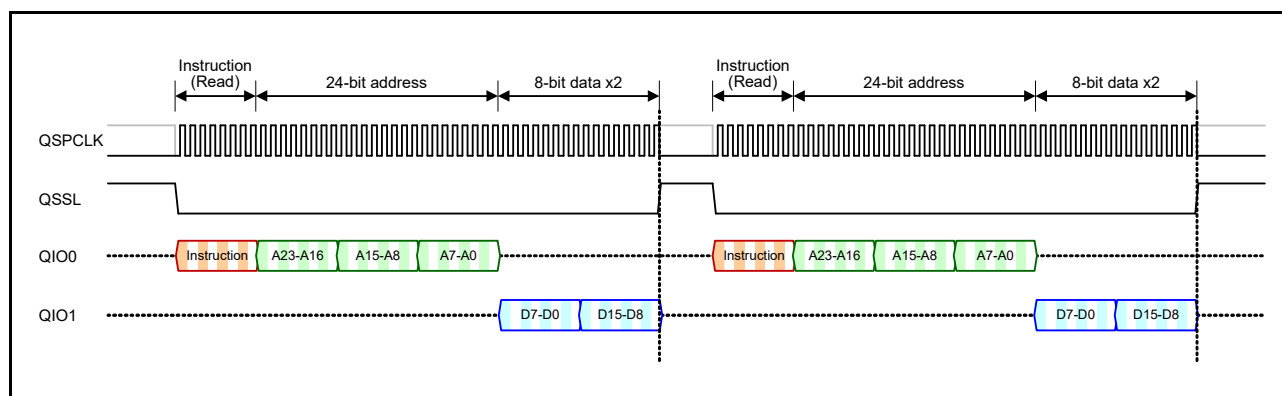 Instruction
(Read) 24-bit address 8-bit data x2 Instruction
(Read) 24-bit address 8-bit data x2
QSPCLK
QSSL
QIO0 Instruction A23-A16 A15-A8 A7-A0 Instruction A23-A16 A15-A8 A7-A0
QIO1 D7-D0 D15-D8 D7-D0 D15-D8